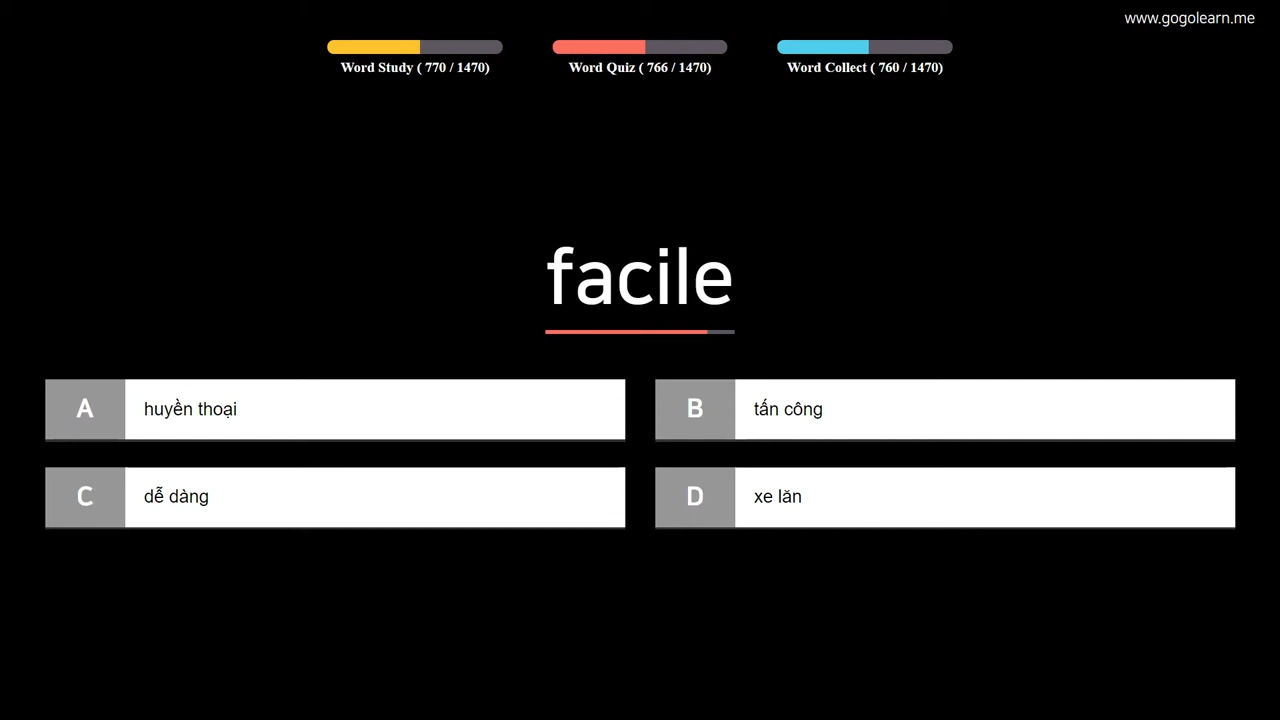 www.gogolearn.me
Word Study ( 770 / 1470)
Word Quiz ( 766 / 1470)
Word Collect ( 760 / 1470)
facile
A huyền thoại
B tấn công
C dễ dàng
D xe lăn